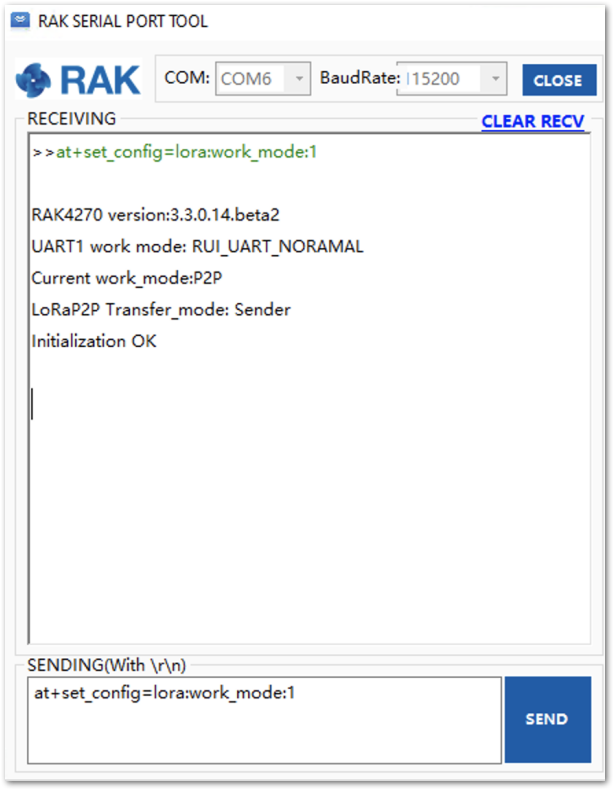 RAK SERIAL PORT TOOL
RAK COM: COM6 BaudRate: 115200 CLOSE
RECEIVING CLEAR RECV
>>at+set_config=lora:work_mode:1
RAK4270 version:3.3.0.14.beta2
UART1 work mode: RUI_UART_NORAMAL
Current work_mode:P2P
LoRaP2P Transfer_mode: Sender
Initialization OK
SENDING(With \r\n)
at+set_config=lora:work_mode:1
SEND